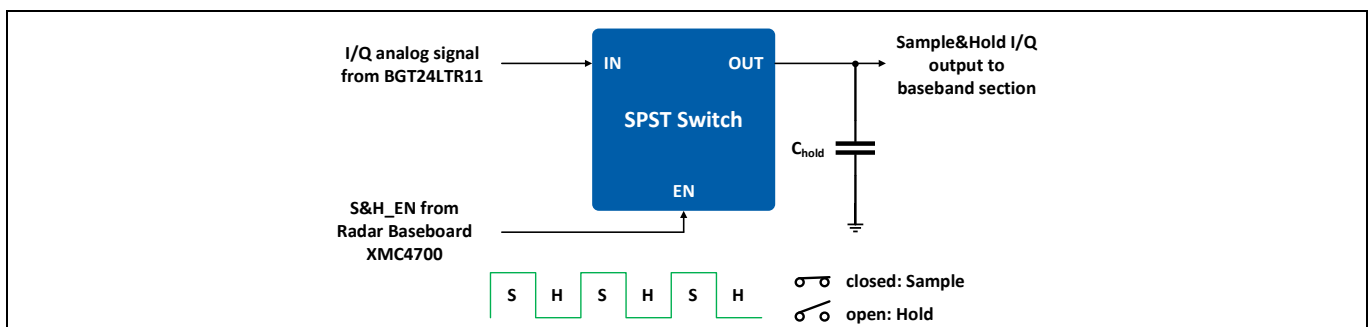 I/Q analog signal
from BGT24LTR11
IN
OUT
Sample&Hold I/Q
output to
baseband section
SPST Switch
Chold
EN
S&H_EN from
Radar Baseboard
XMC4700
S H S H S H
closed: Sample
open: Hold